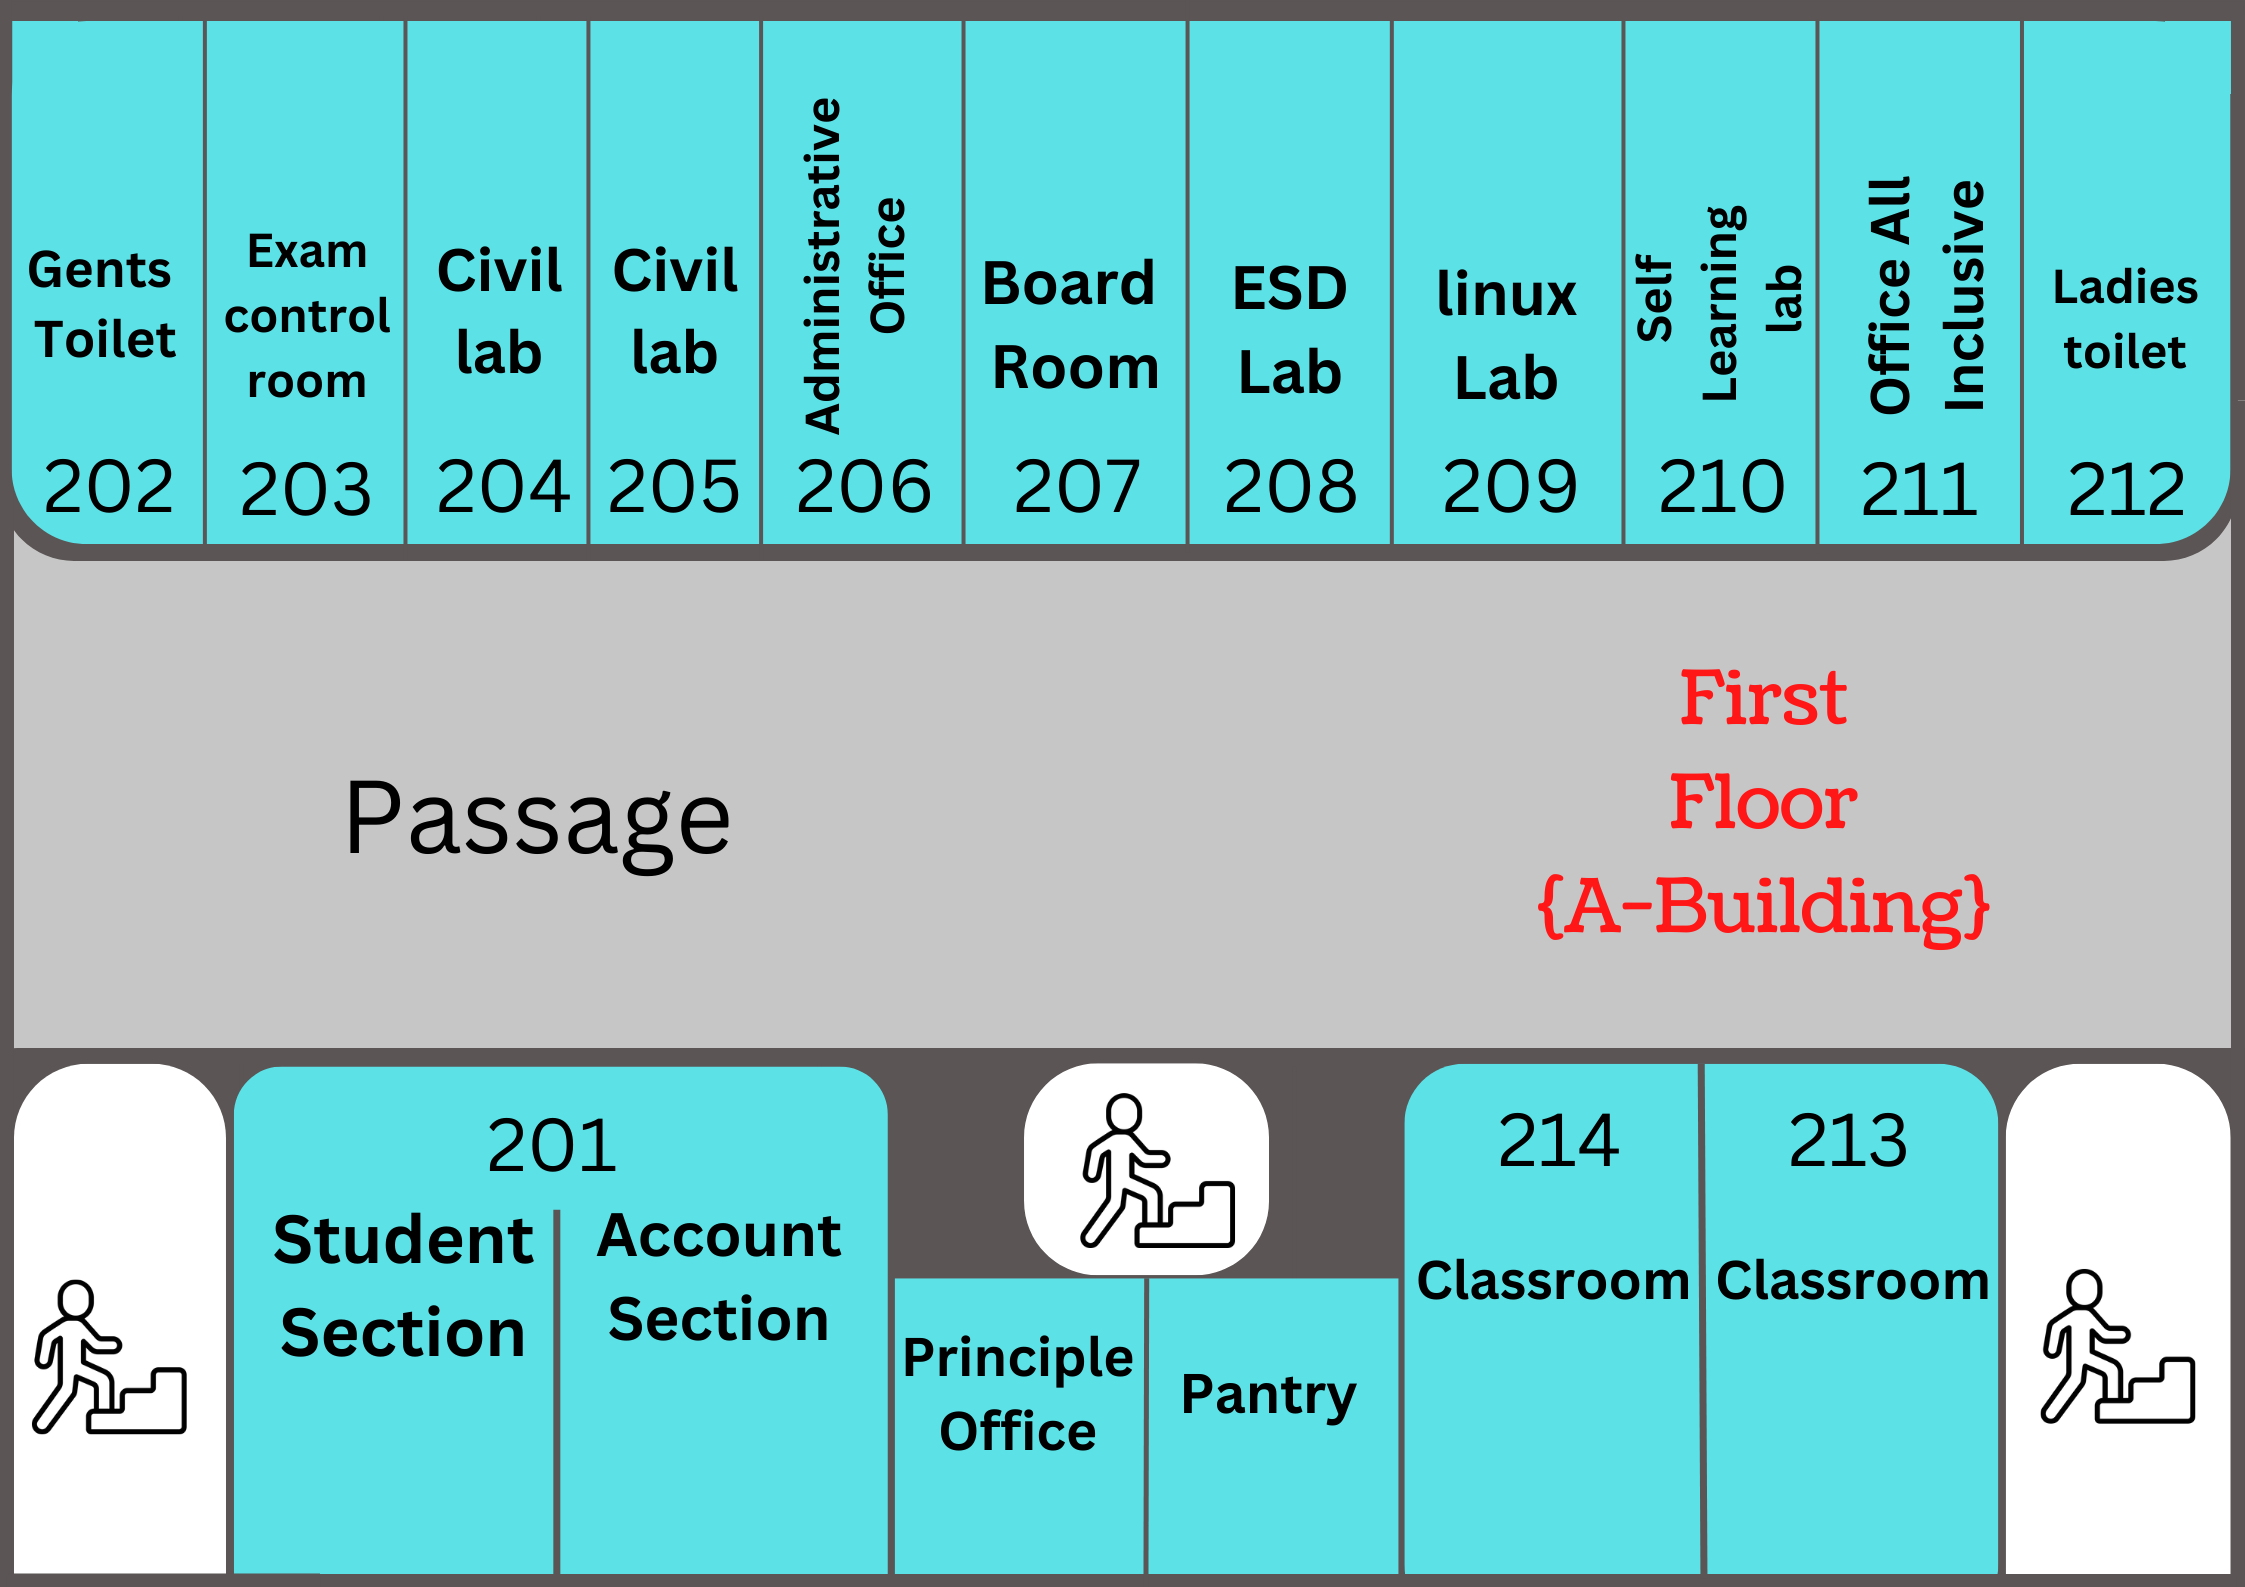 Gents
Toilet
202
Exam
control
room
203
Civil
lab
204
Civil
lab
205
Administrative
Office
206
Board
Room
207
ESD
Lab
208
linux
Lab
209
Self
Learning
lab
210
Office All
Inclusive
211
Ladies
toilet
212
Passage
First
Floor
{A-Building}
201
Student
Section
Account
Section
Principle
Office
Pantry
214
Classroom
213
Classroom